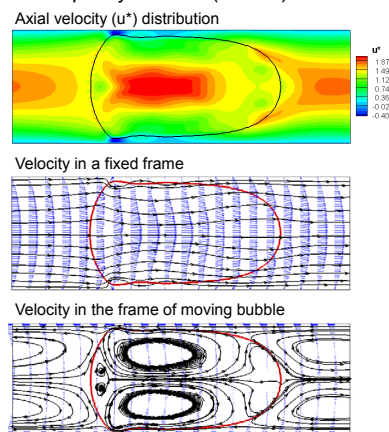 Axial velocity (u*) distribution
u*
1.87
1.49
1.12
0.74
0.36
-0.02
-0.40
Velocity in a fixed frame
Velocity in the frame of moving bubble